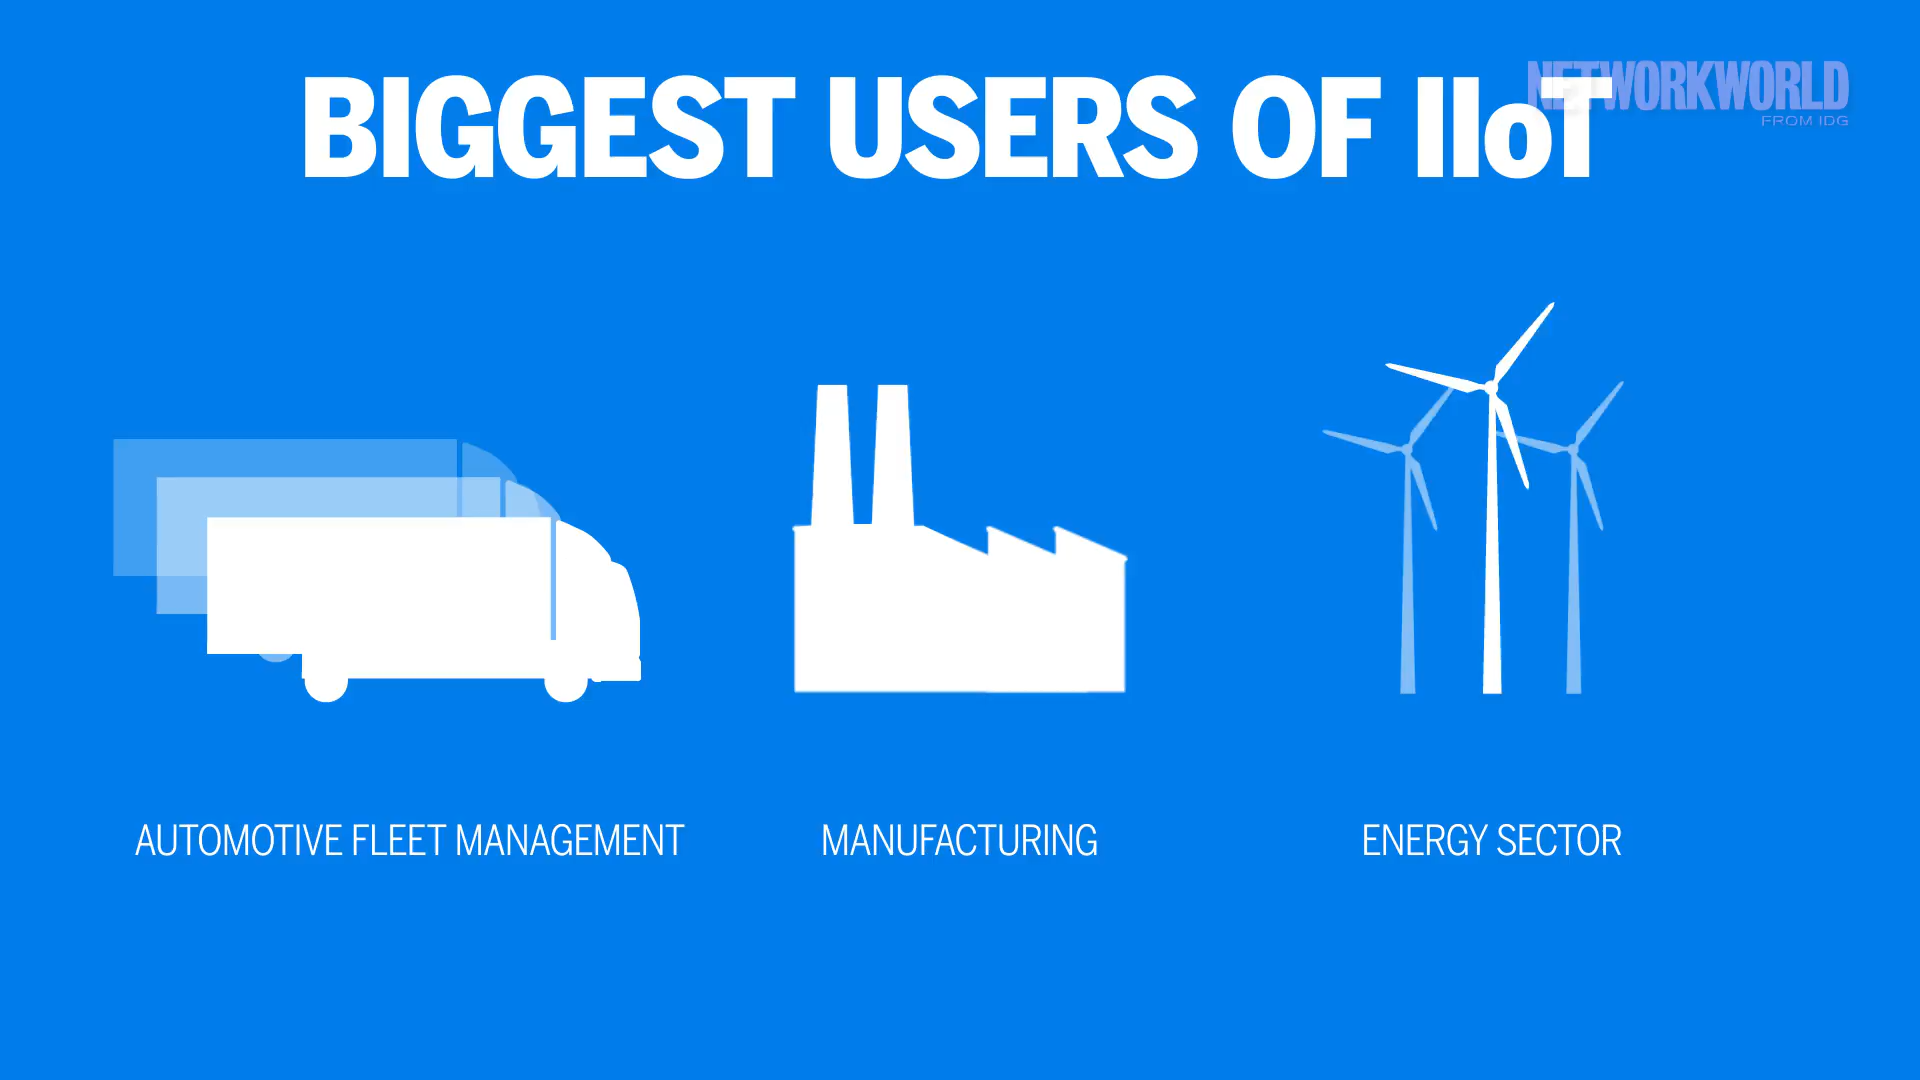 BIGGEST USERS OF IIoT
NETWORKWORLD
FROM IDG
AUTOMOTIVE FLEET MANAGEMENT
MANUFACTURING
ENERGY SECTOR